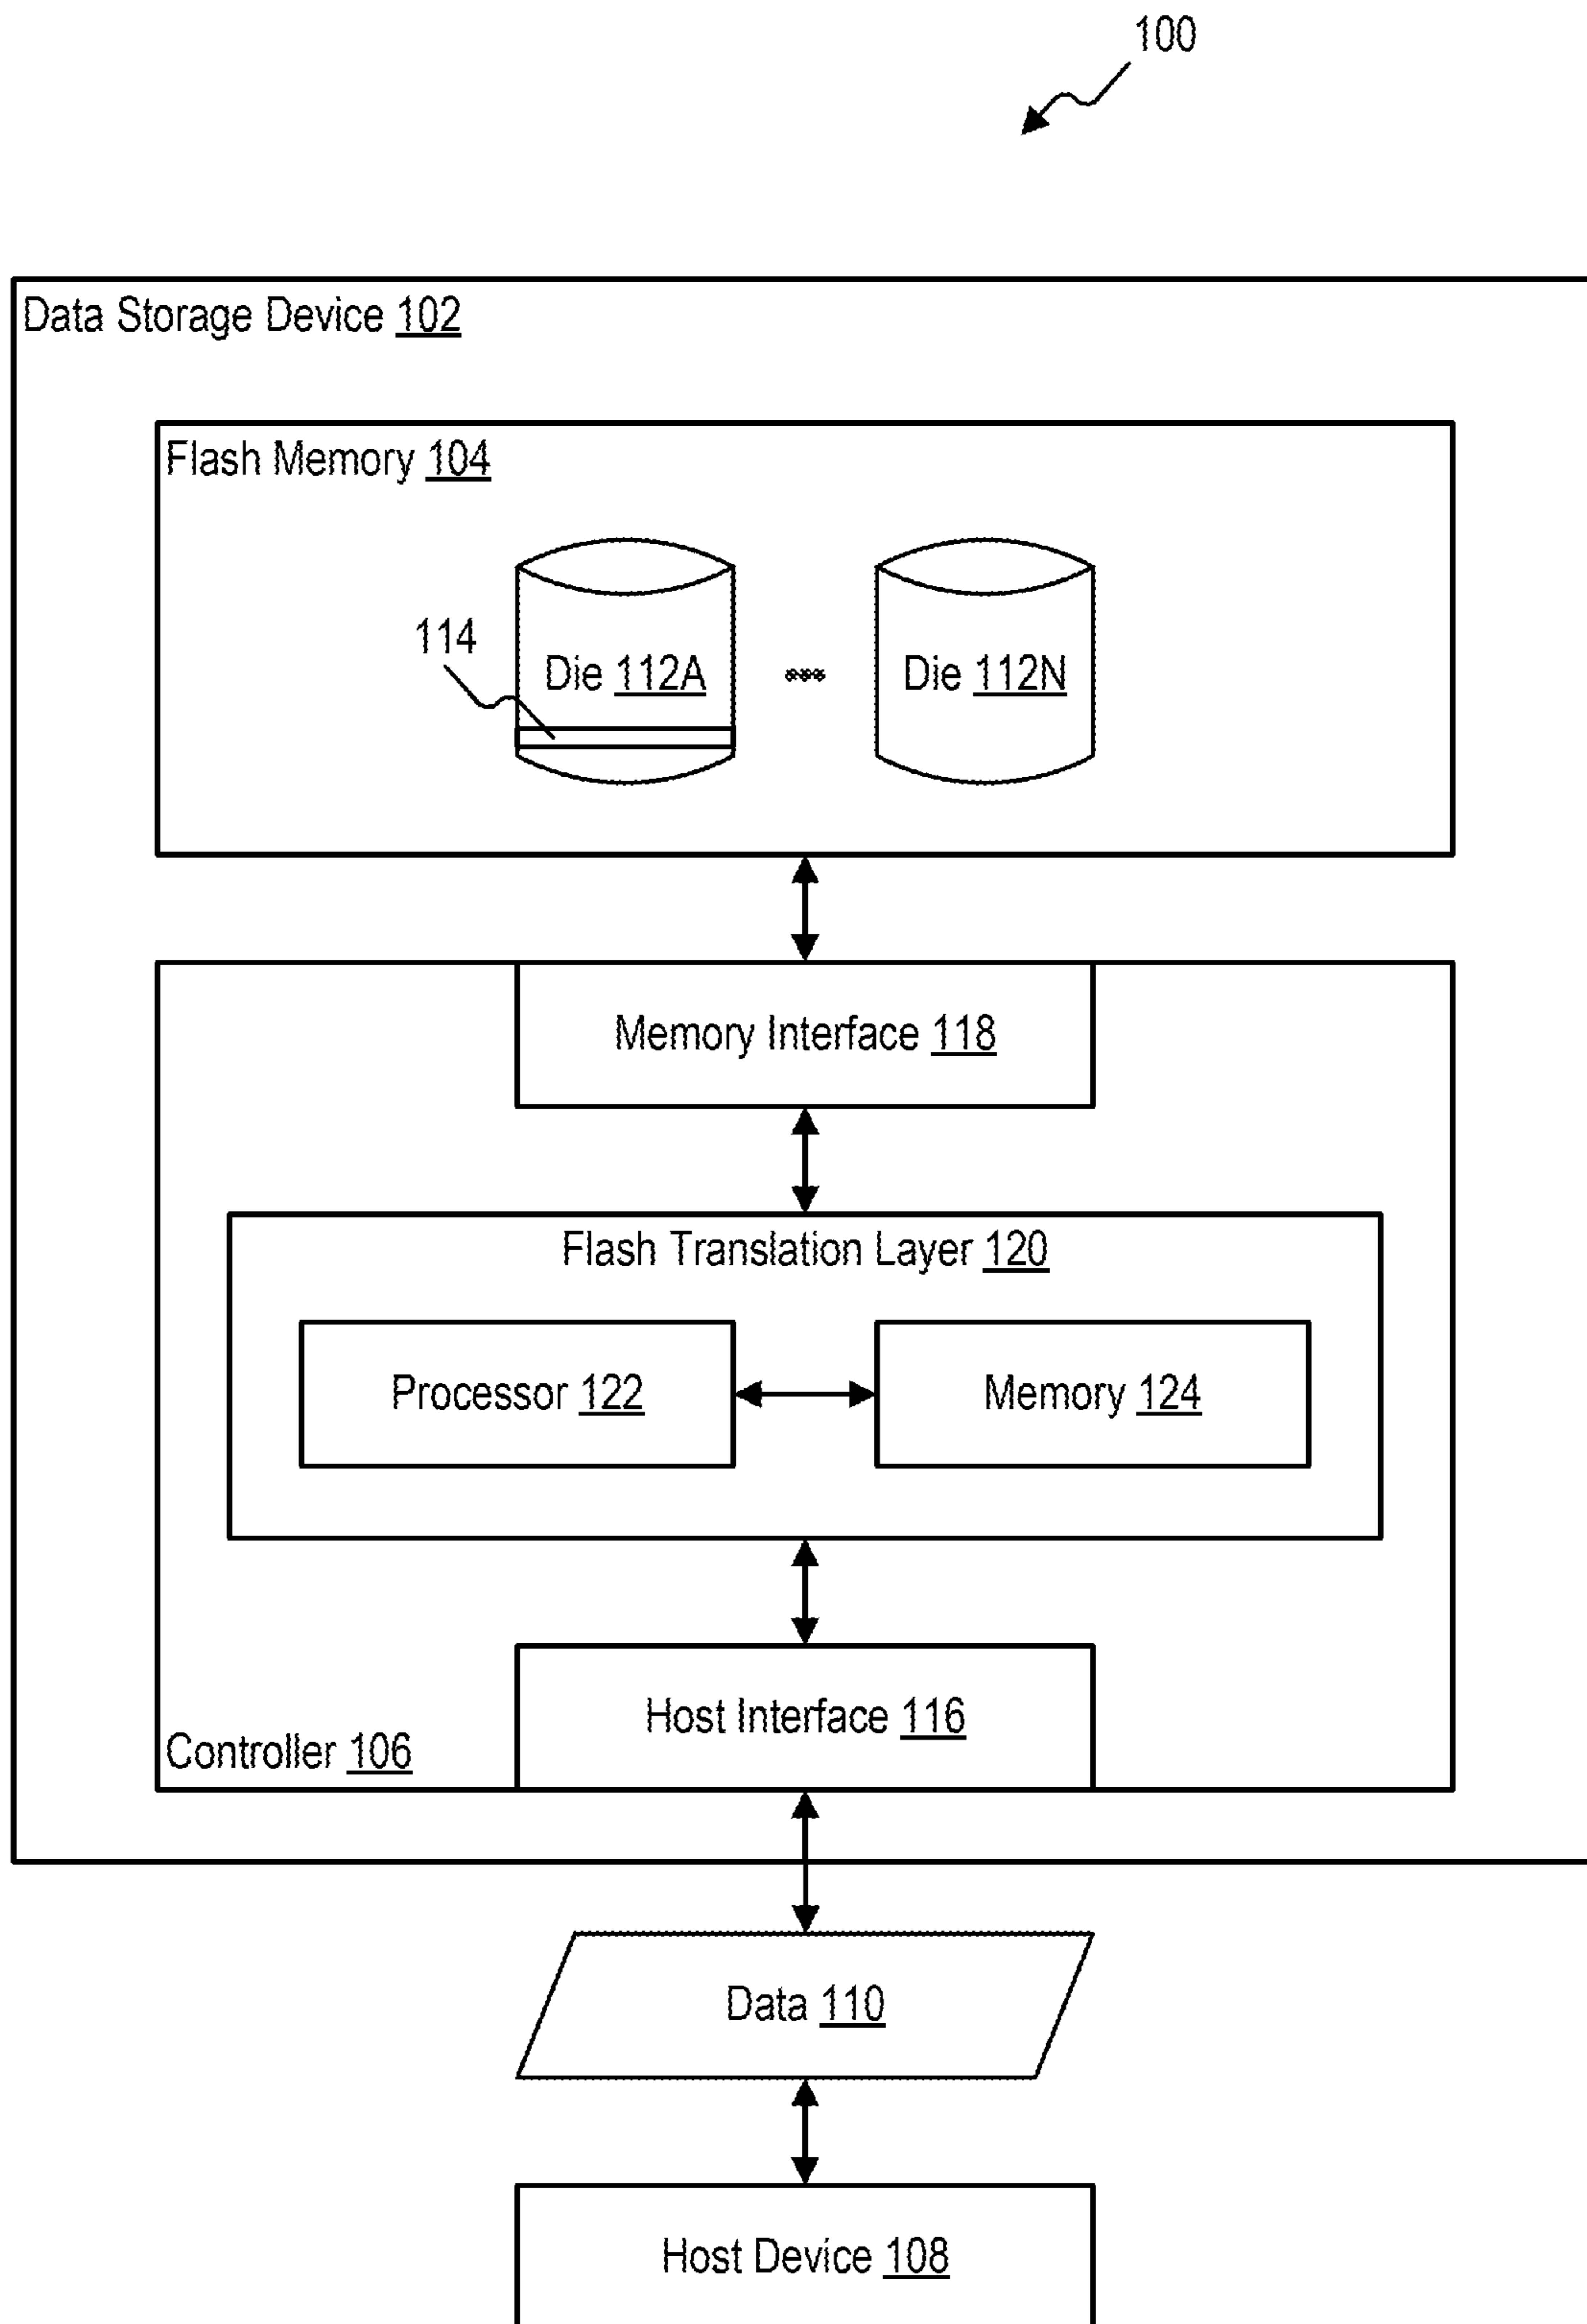 100
Data Storage Device 102
Flash Memory 104
114
Die 112A
Die 112N
Memory Interface 118
Flash Translation Layer 120
Processor 122
Memory 124
Host Interface 116
Controller 106
Data 110
Host Device 108